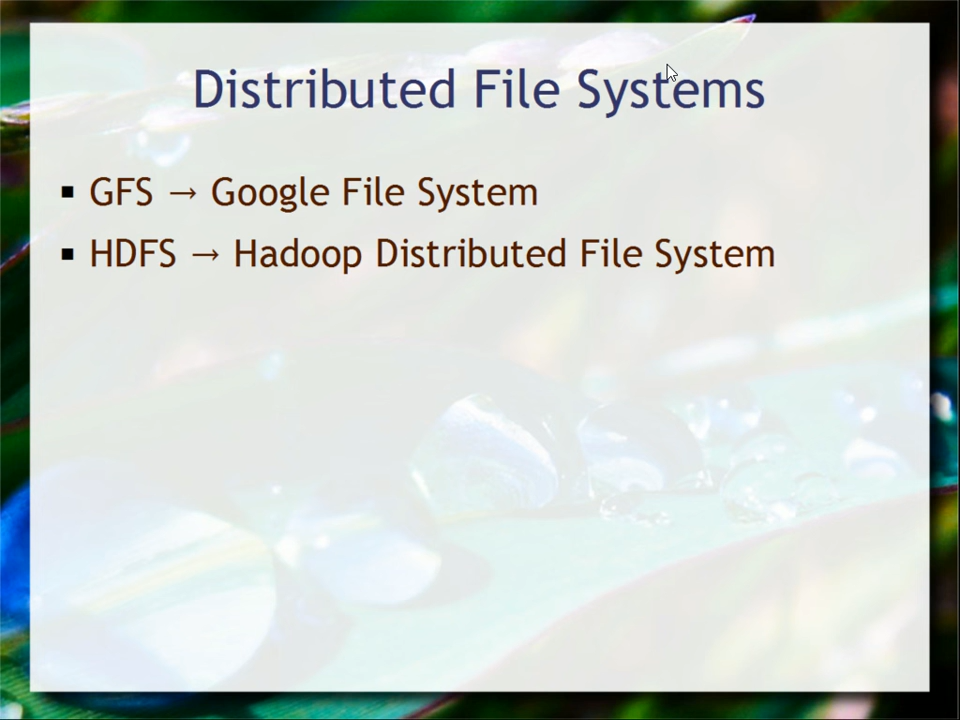 Distributed File Systems
▪ GFS → Google File System
▪ HDFS → Hadoop Distributed File System